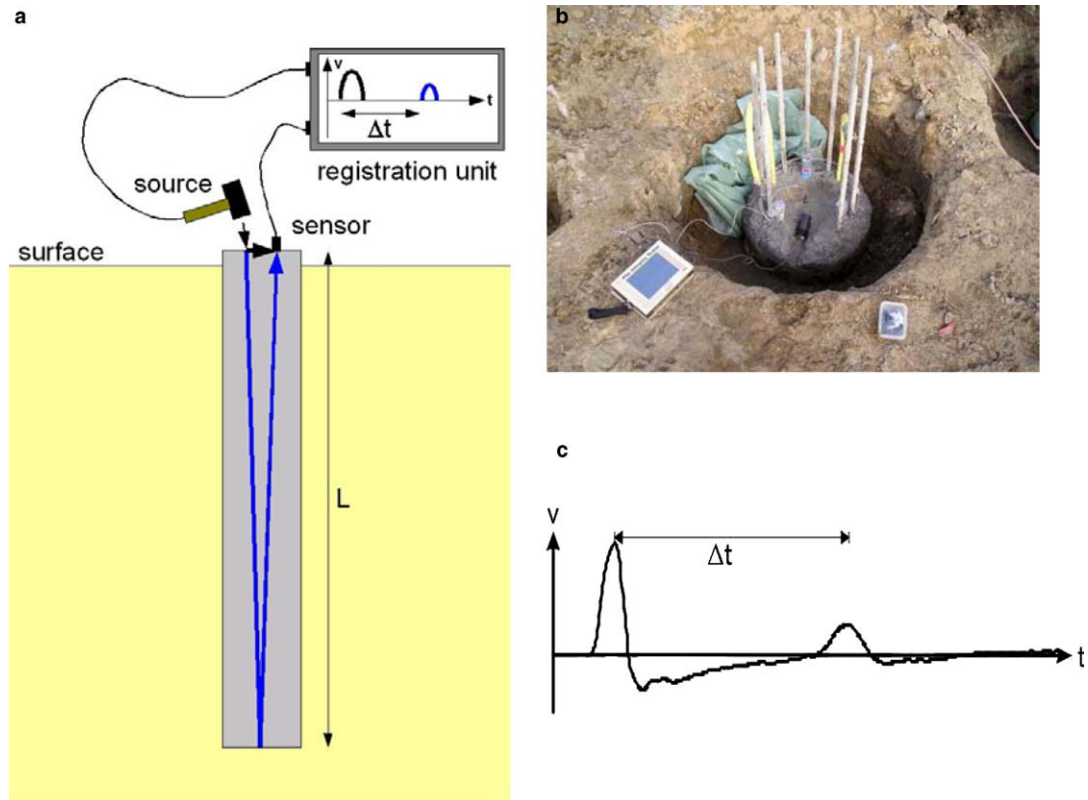 a
v
t
Δt
registration unit
source
sensor
surface
L
b
c
v
Δt
t